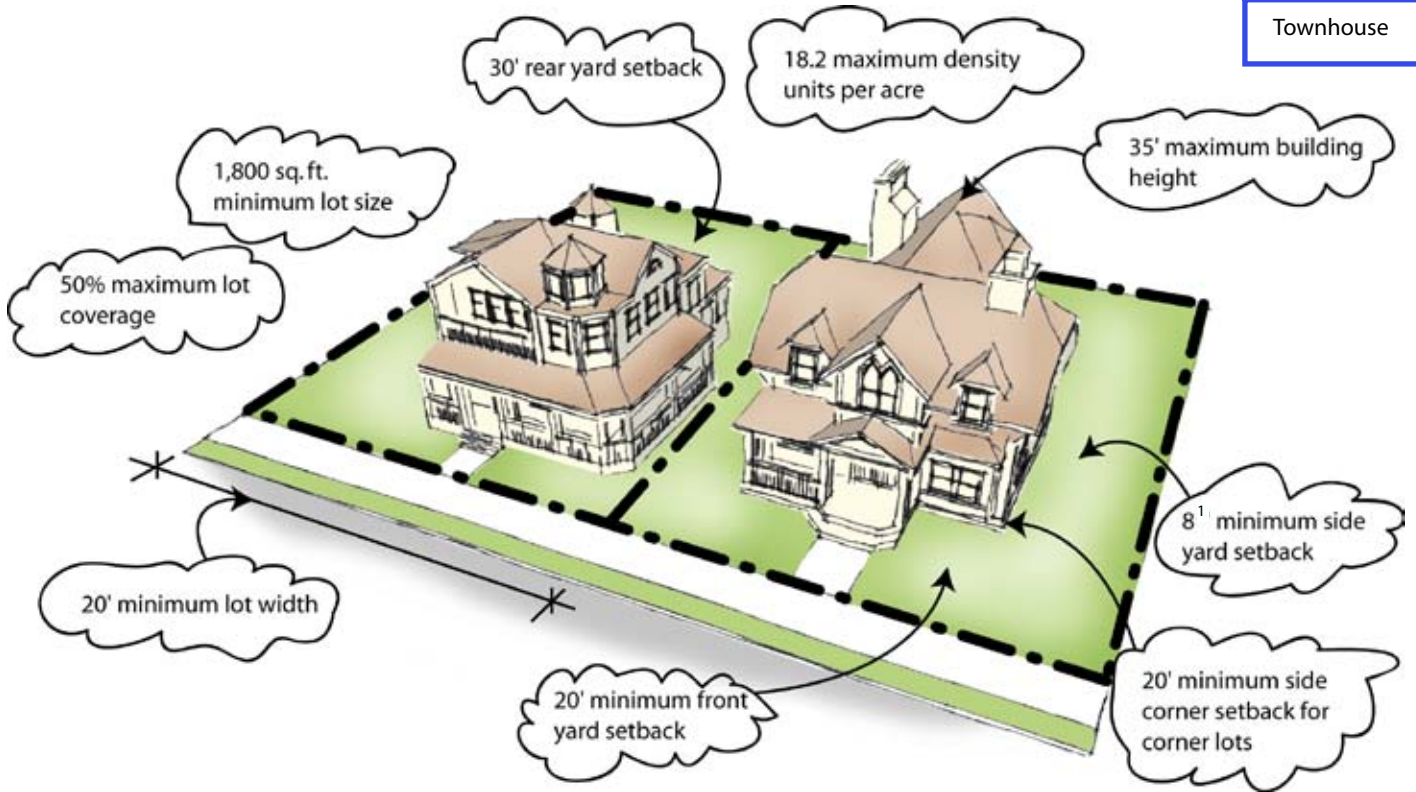 Townhouse
30' rear yard setback
18.2 maximum density
units per acre
35' maximum building
height
1,800 sq. ft.
minimum lot size
50% maximum lot
coverage
8¹ minimum side
yard setback
20' minimum lot width
20' minimum front
yard setback
20' minimum side
corner setback for
corner lots